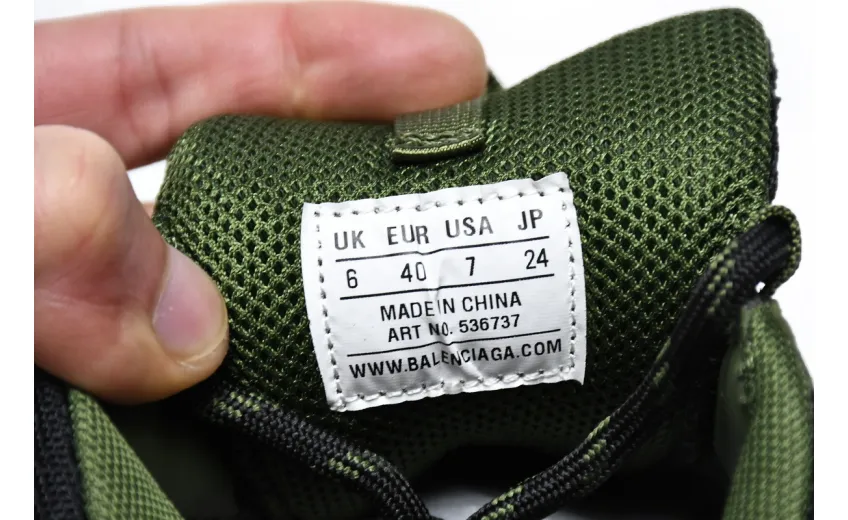 UK EUR USA JP
6 40 7 24
MADE IN CHINA
ART NO. 536737
WWW.BALENCIAGA.COM